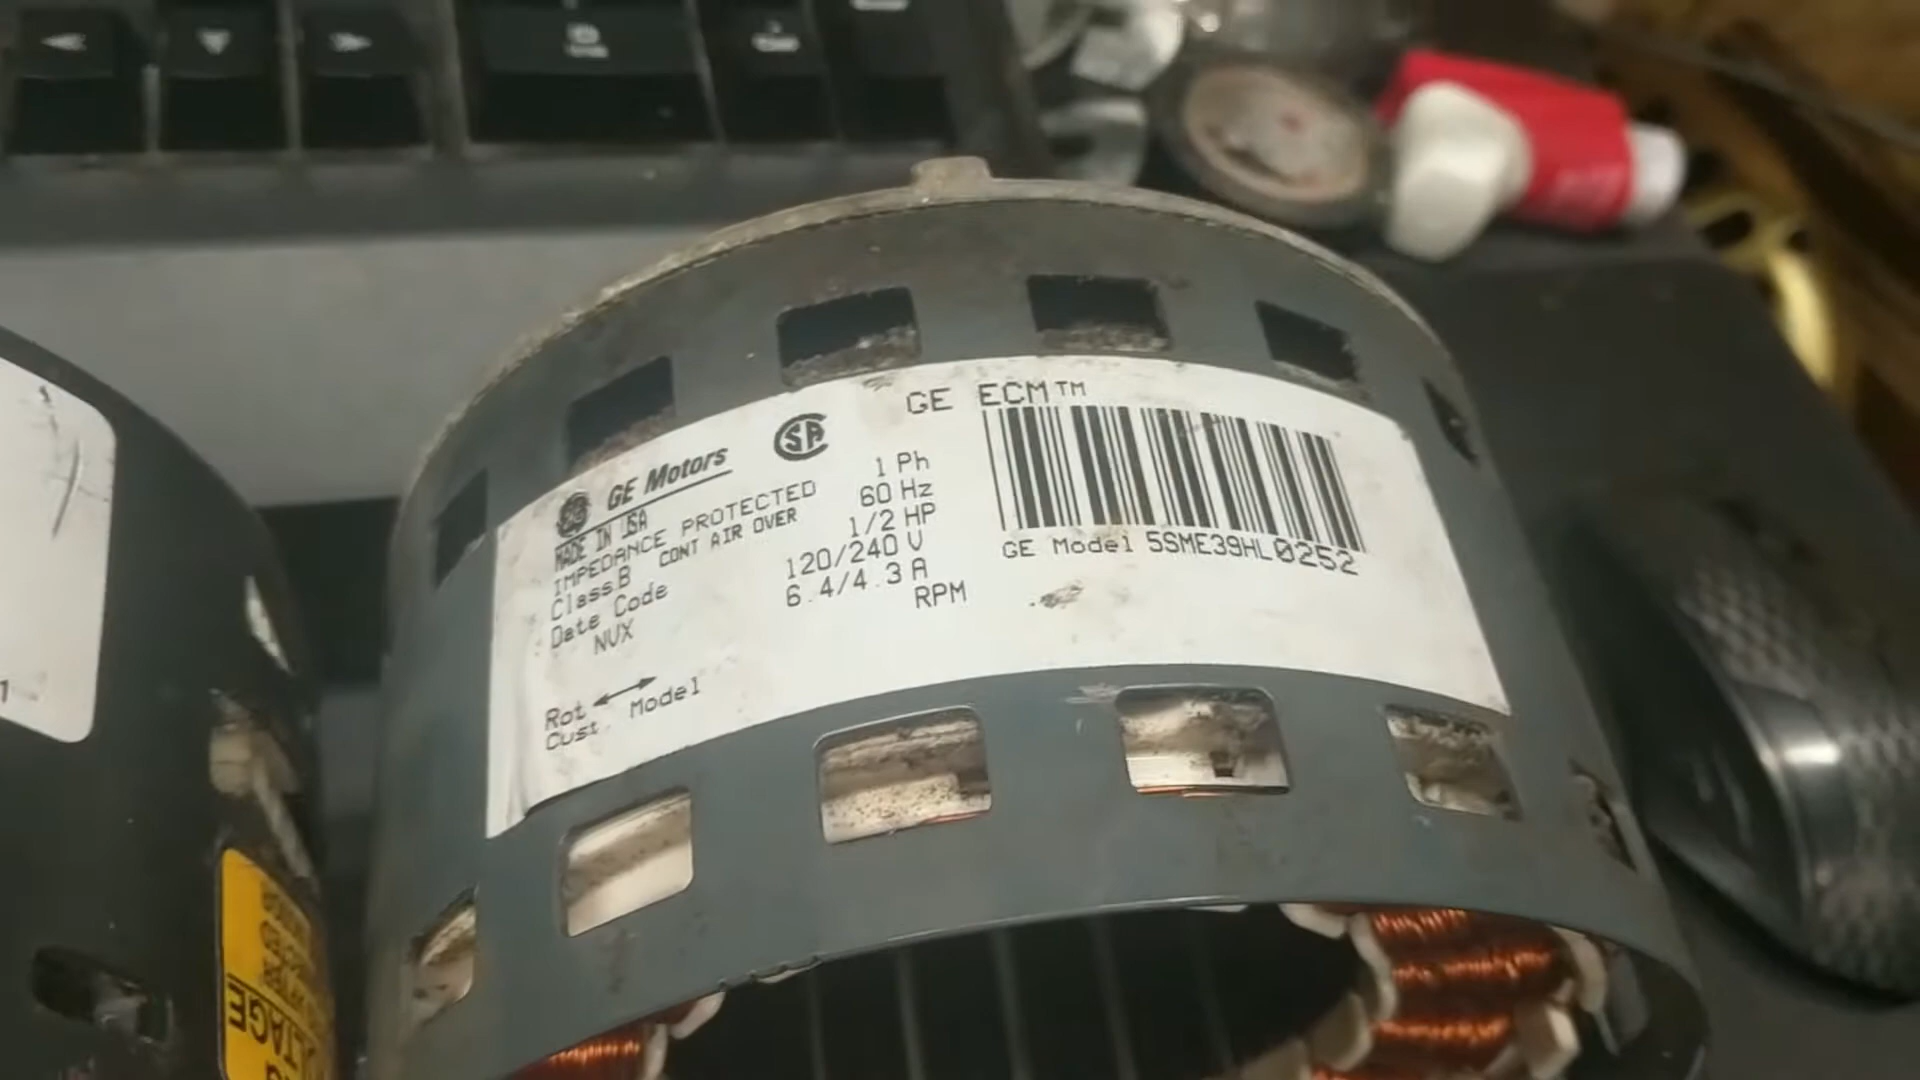 GE ECM™
GE Motors
MADE IN USA
IMPEDANCE PROTECTED
Class B CONT AIR OVER
Date Code
NUX
1 Ph
60 Hz
1/2 HP
120/240 V
6.4/4.3 A
RPM
Rot
Cust. Model
GE Model 5SME39HL0252